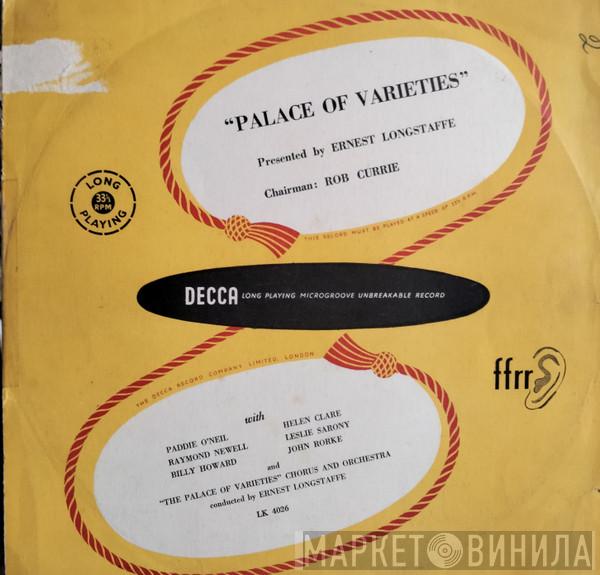 “PALACE OF VARIETIES”
Presented by ERNEST LONGSTAFFE
Chairman: ROB CURRIE
LONG
33⅓
RPM
PLAYING
THIS RECORD MUST BE PLAYED AT A SPEED OF 33⅓ R.P.M.
DECCA LONG PLAYING MICROGROOVE UNBREAKABLE RECORD
THE DECCA RECORD COMPANY LIMITED, LONDON
ffrr
with
PADDIE O'NEIL HELEN CLARE
RAYMOND NEWELL LESLIE SARONY
BILLY HOWARD JOHN RORKE
and
“THE PALACE OF VARIETIES” CHORUS AND ORCHESTRA
conducted by ERNEST LONGSTAFFE
LK 4026
МАРКЕТ ВИНИЛА